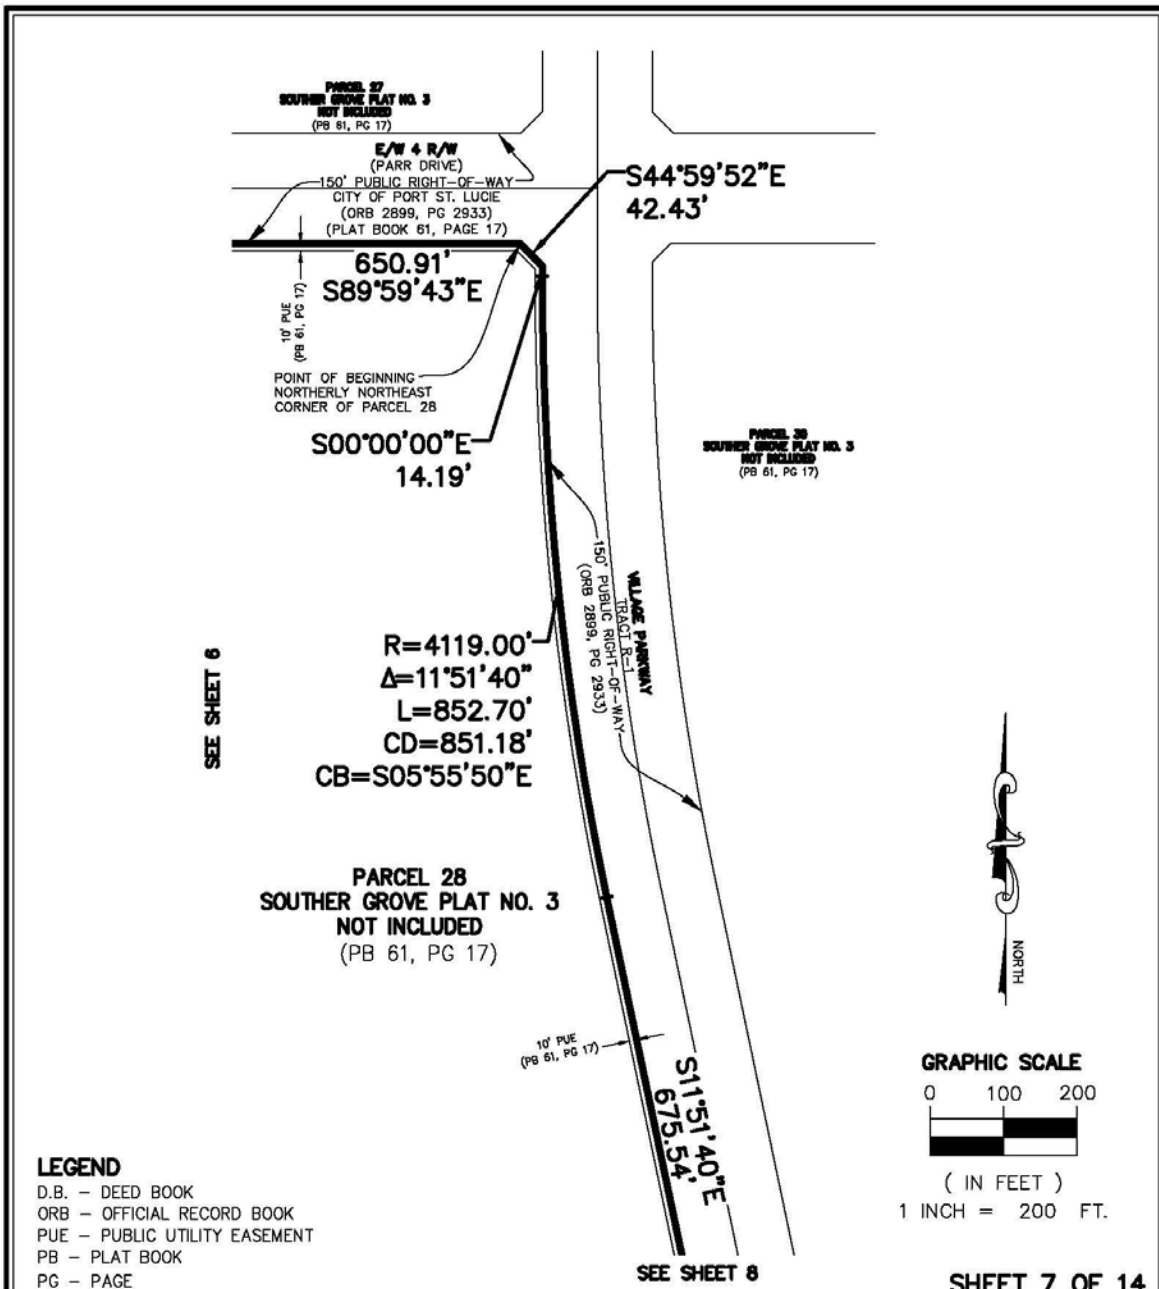 PARCEL 27
SOUTHER GROVE PLAT NO. 3
NOT INCLUDED
(PB 61, PG 17)
E/W 4 R/W
(PARR DRIVE)
150' PUBLIC RIGHT-OF-WAY
CITY OF PORT ST. LUCIE
(ORB 2899, PG 2933)
(PLAT BOOK 61, PAGE 17)
S44°59'52"E
42.43'
650.91'
S89°59'43"E
10' PUE
(PB 61, PG 17)
POINT OF BEGINNING
NORTHERLY NORTHEAST
CORNER OF PARCEL 28
S00°00'00"E
14.19'
PARCEL 30
SOUTHER GROVE PLAT NO. 3
NOT INCLUDED
(PB 61, PG 17)
VILLAGE PARKWAY
TRACT R-1
150' PUBLIC RIGHT-OF-WAY
(ORB 2899, PG 2933)
R=4119.00'
Δ=11°51'40"
L=852.70'
CD=851.18'
CB=S05°55'50"E
SEE SHEET 6
PARCEL 28
SOUTHER GROVE PLAT NO. 3
NOT INCLUDED
(PB 61, PG 17)
NORTH
10' PUE
(PB 61, PG 17)
S11°51'40"E
675.54'
GRAPHIC SCALE
0 100 200
( IN FEET )
1 INCH = 200 FT.
LEGEND
D.B. - DEED BOOK
ORB - OFFICIAL RECORD BOOK
PUE - PUBLIC UTILITY EASEMENT
PB - PLAT BOOK
PG - PAGE
SEE SHEET 8
SHEET 7 OF 14